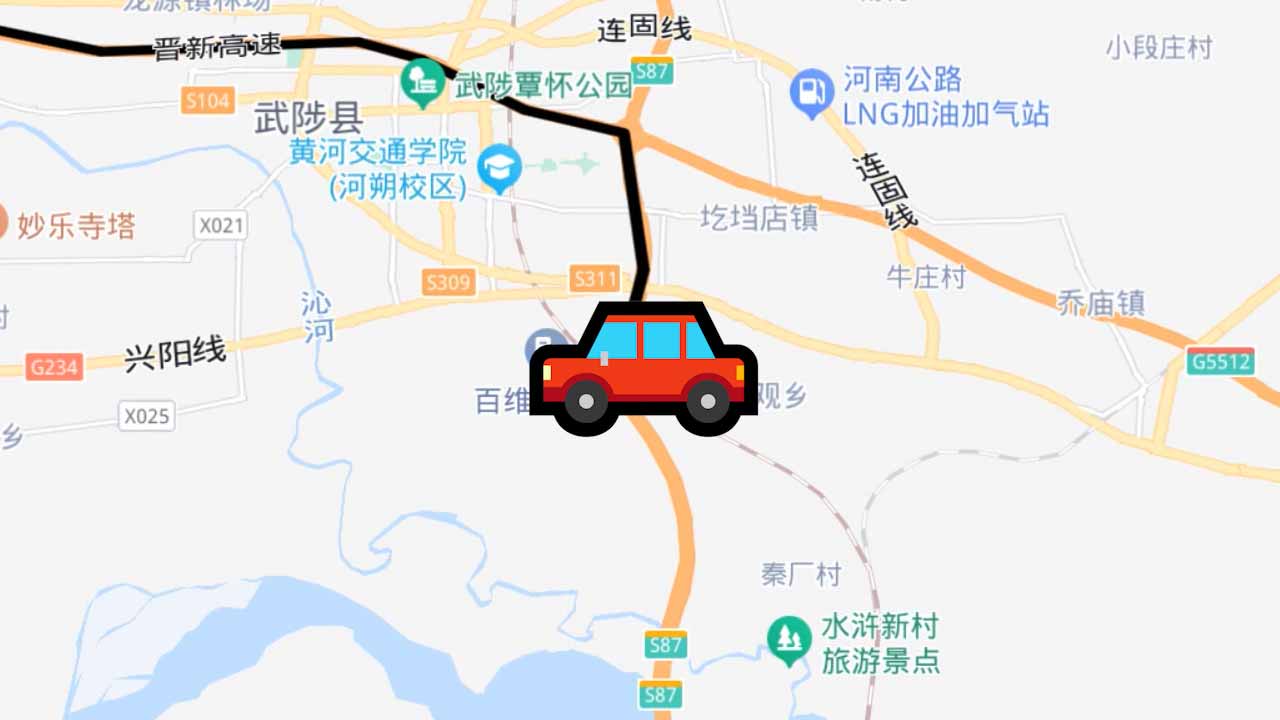 龙源镇林场
晋新高速
连固线
小段庄村
S87
武陟覃怀公园
河南公路
LNG加油加气站
S104
武陟县
黄河交通学院
(河朔校区)
连固线
妙乐寺塔
X021
圪垱店镇
牛庄村
S309
S311
乔庙镇
沁河
村
兴阳线
G234
G5512
X025
百维
观乡
乡
秦厂村
水浒新村
旅游景点
S87
S87